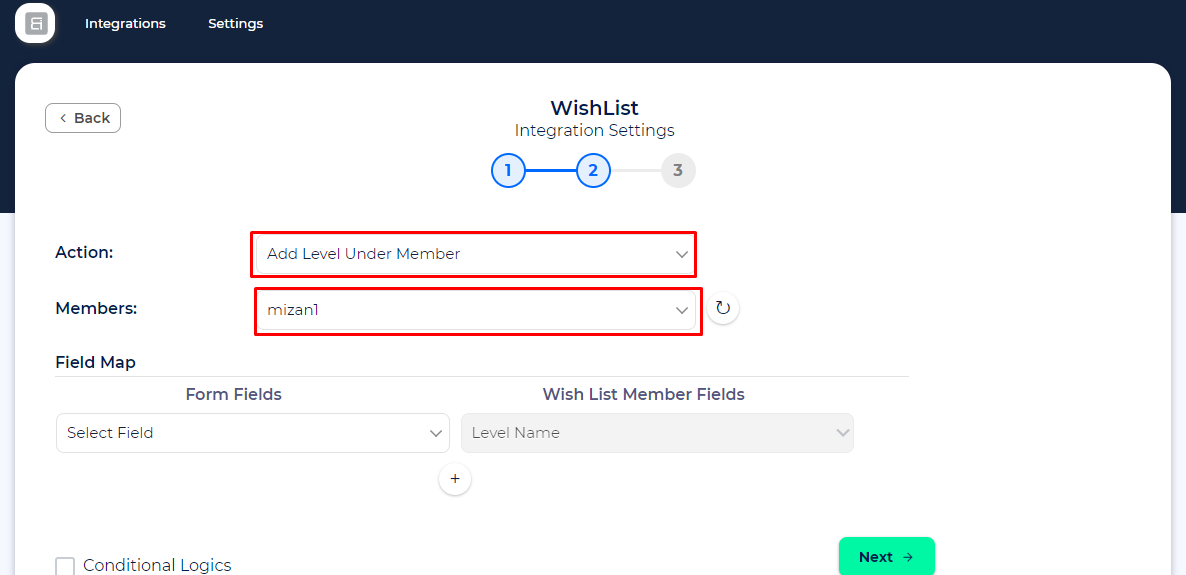 Integrations Settings
Back
WishList
Integration Settings
1 2 3
Action: Add Level Under Member
Members: mizan1
Field Map
Form Fields Wish List Member Fields
Select Field Level Name
+
Next →
Conditional Logics